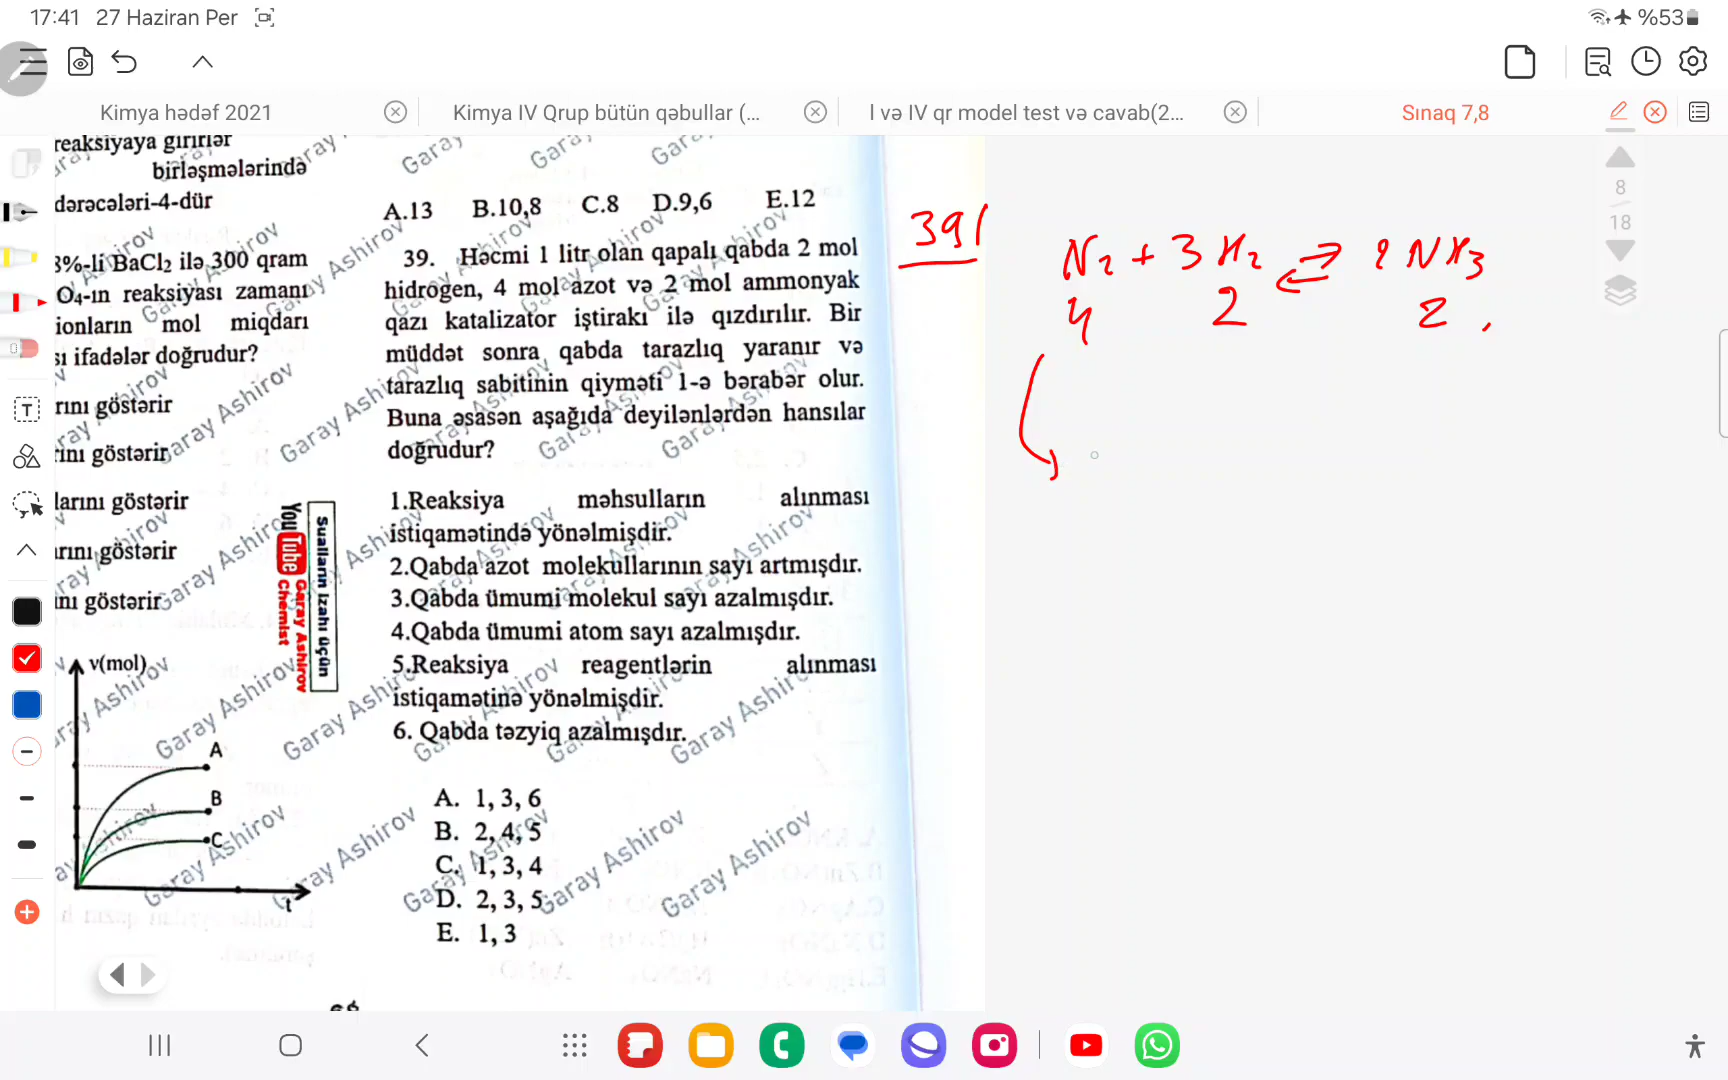 17:41 27 Haziran Per %53
Kimya hədəf 2021
Kimya IV Qrup bütün qəbullar (...
I və IV qr model test və cavab(2...
Sınaq 7,8
8
18
reaksiyaya girirlər
birləşmələrində
dərəcələri-4-dür
8%-li BaCl₂ ilə 300 qram
O₄-ın reaksiyası zamanı
ionların mol miqdarı
ifadələr doğrudur?
rını göstərir
rını göstərir
larını göstərir
arını göstərir
nı göstərir
v(mol)
A
B
C
t
Sualların izahı üçün
YouTube Garay Ashirov
Chemist
A.13 B.10,8 C.8 D.9,6 E.12
39. Həcmi 1 litr olan qapalı qabda 2 mol
hidrogen, 4 mol azot və 2 mol ammonyak
qazı katalizator iştirakı ilə qızdırılır. Bir
müddət sonra qabda tarazlıq yaranır və
tarazlıq sabitinin qiyməti 1-ə bərabər olur.
Buna əsasən aşağıda deyilənlərdən hansılar
doğrudur?
1.Reaksiya məhsulların alınması
istiqamətində yönəlmişdir.
2.Qabda azot molekullarının sayı artmışdır.
3.Qabda ümumi molekul sayı azalmışdır.
4.Qabda ümumi atom sayı azalmışdır.
5.Reaksiya reagentlərin alınması
istiqamətinə yönəlmişdir.
6. Qabda təzyiq azalmışdır.
A. 1, 3, 6
B. 2, 4, 5
C. 1, 3, 4
D. 2, 3, 5
E. 1, 3
Garay Ashirov
39/
N₂ + 3H₂ ⇄ 2NH₃
4 2 2